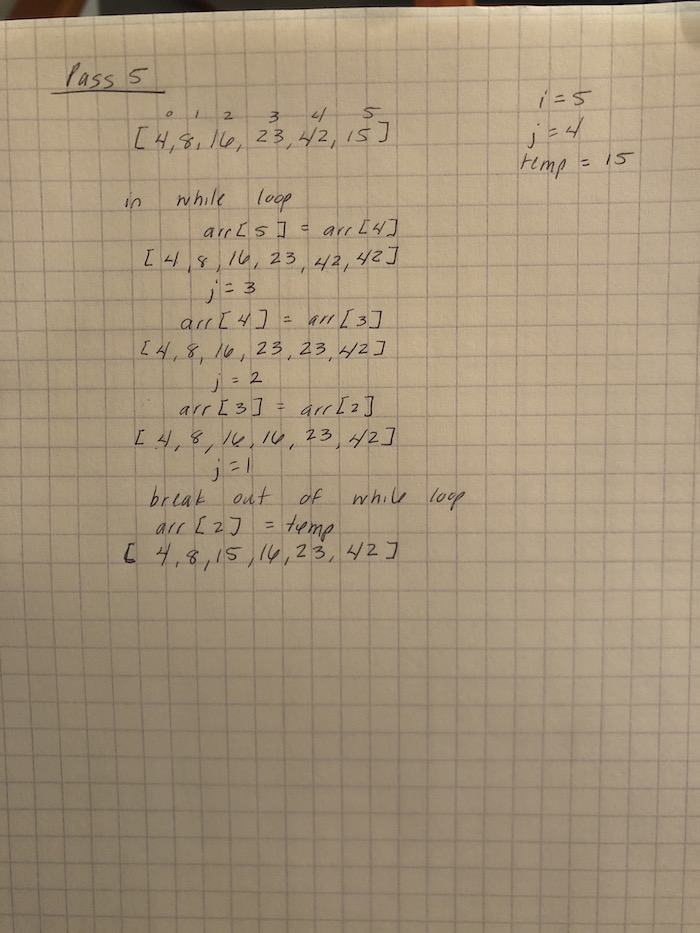 Pass 5
0 1 2 3 4 5
[4,8,16,23,42,15]
i=5
j=4
temp = 15
in while loop
arr[5] = arr[4]
[4,8,16,23,42,42]
j=3
arr[4] = arr[3]
[4,8,16,23,23,42]
j=2
arr[3] = arr[2]
[4,8,16,16,23,42]
j=1
break out of while loop
arr[2] = temp
[4,8,15,16,23,42]